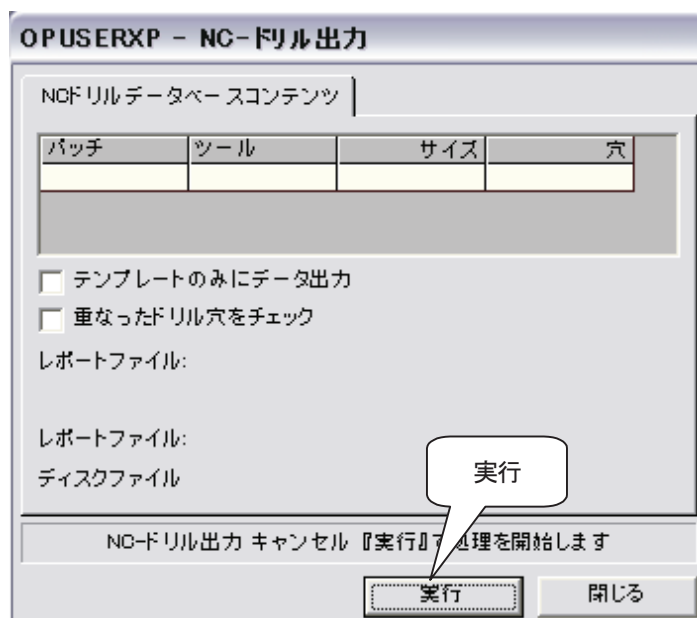 OPUSERXP - NC-ドリル出力
NCドリルデータベースコンテンツ
パッチ ツール サイズ 穴
テンプレートのみにデータ出力
重なったドリル穴をチェック
レポートファイル:
レポートファイル:
ディスクファイル
実行
NC-ドリル出力 キャンセル 『実行』で処理を開始します
実行 閉じる